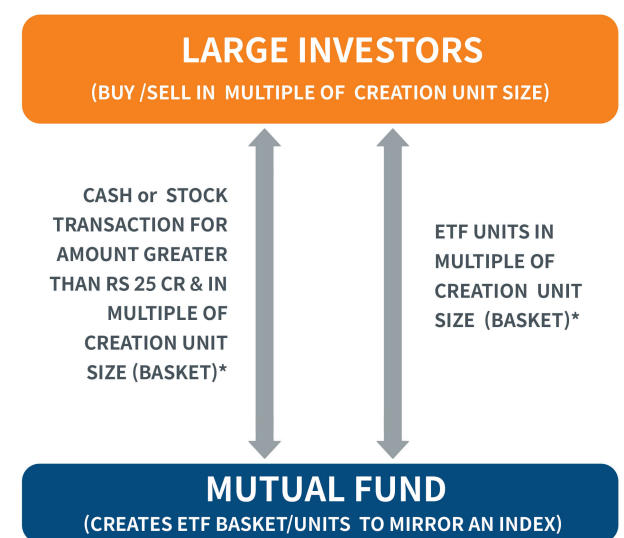 LARGE INVESTORS
(BUY /SELL IN MULTIPLE OF CREATION UNIT SIZE)
CASH or STOCK
TRANSACTION FOR
AMOUNT GREATER
THAN RS 25 CR & IN
MULTIPLE OF
CREATION UNIT
SIZE (BASKET)*
ETF UNITS IN
MULTIPLE OF
CREATION UNIT
SIZE (BASKET)*
MUTUAL FUND
(CREATES ETF BASKET/UNITS TO MIRROR AN INDEX)